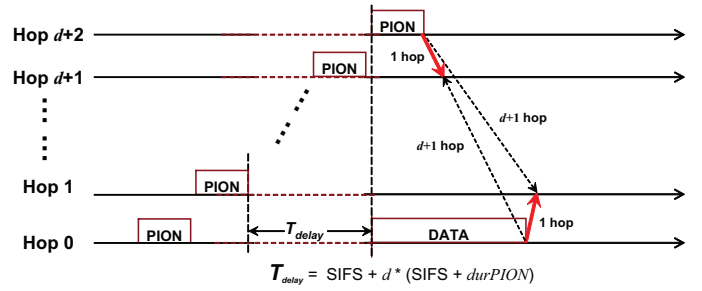 Hop d+2
PION
1 hop
Hop d+1
PION
d+1 hop
d+1 hop
Hop 1
PION
T_delay
1 hop
Hop 0
PION
DATA
T_delay = SIFS + d * (SIFS + durPION)